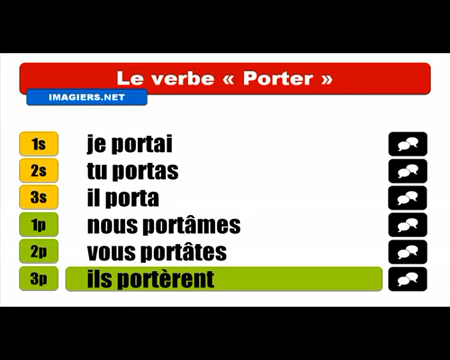 Le verbe « Porter »
IMAGIERS.NET
1s je portai
2s tu portas
3s il porta
1p nous portâmes
2p vous portâtes
3p ils portèrent